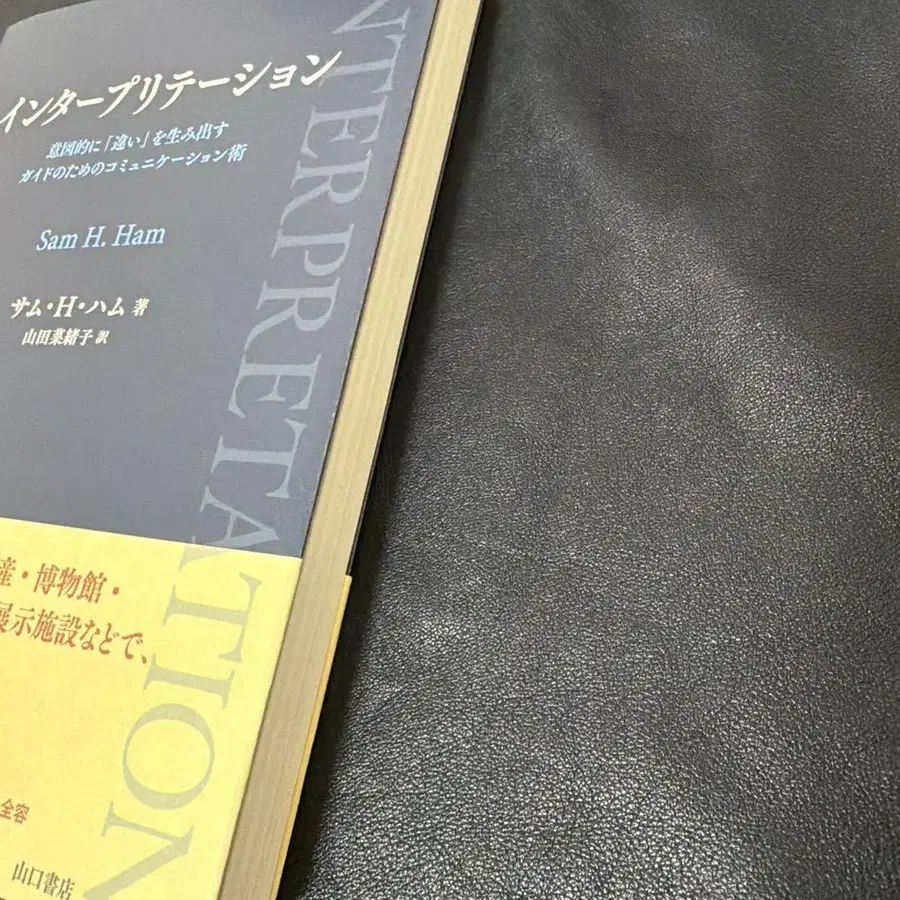 インタープリテーション
意図的に「違い」を生み出す
ガイドのためのコミュニケーション術
Sam H. Ham
サム・H・ハム 著
山田菜緒子 訳
NTERPRETATION
産・博物館・
展示施設などで、
全容
山口書店